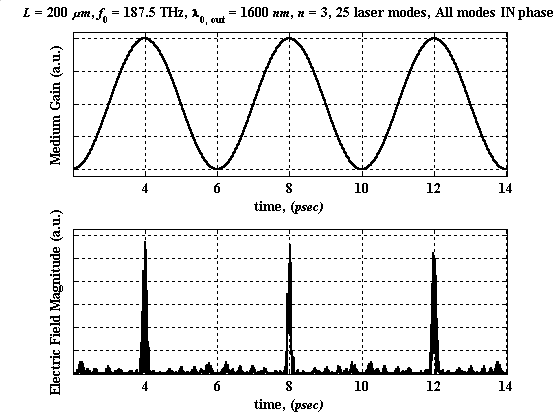 L = 200 μm, f0 = 187.5 THz, λ0, out = 1600 nm, n = 3, 25 laser modes, All modes IN phase
Medium Gain (a.u.)
4 6 8 10 12 14
time, (psec)
Electric Field Magnitude (a.u.)
4 6 8 10 12 14
time, (psec)